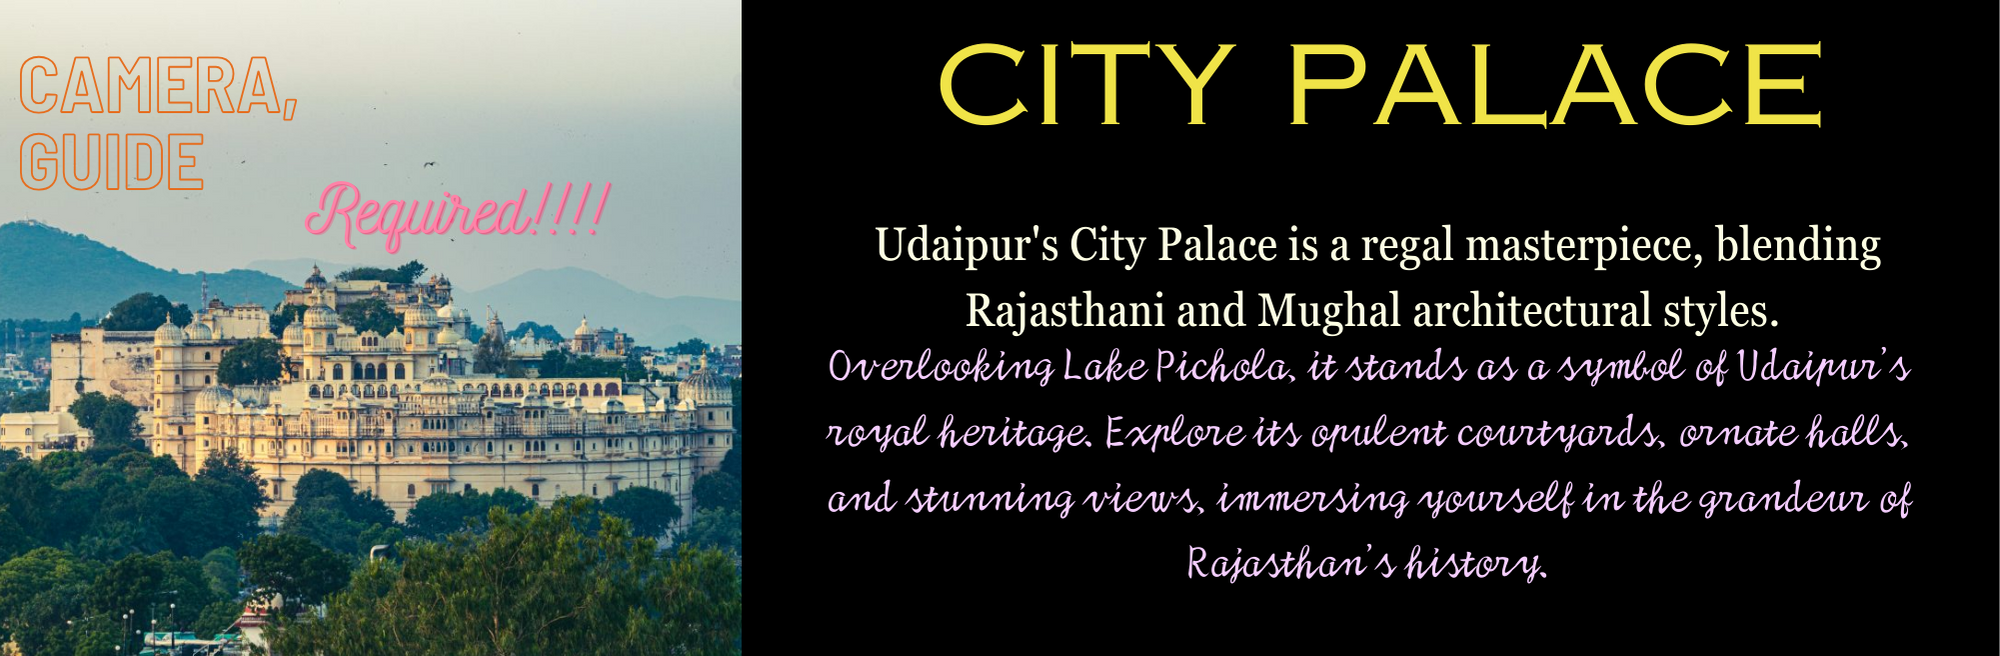 CAMERA,
GUIDE
Required!!!!
CITY PALACE
Udaipur's City Palace is a regal masterpiece, blending
Rajasthani and Mughal architectural styles.
Overlooking Lake Pichola, it stands as a symbol of Udaipur's
royal heritage. Explore its opulent courtyards, ornate halls,
and stunning views, immersing yourself in the grandeur of
Rajasthan's history.